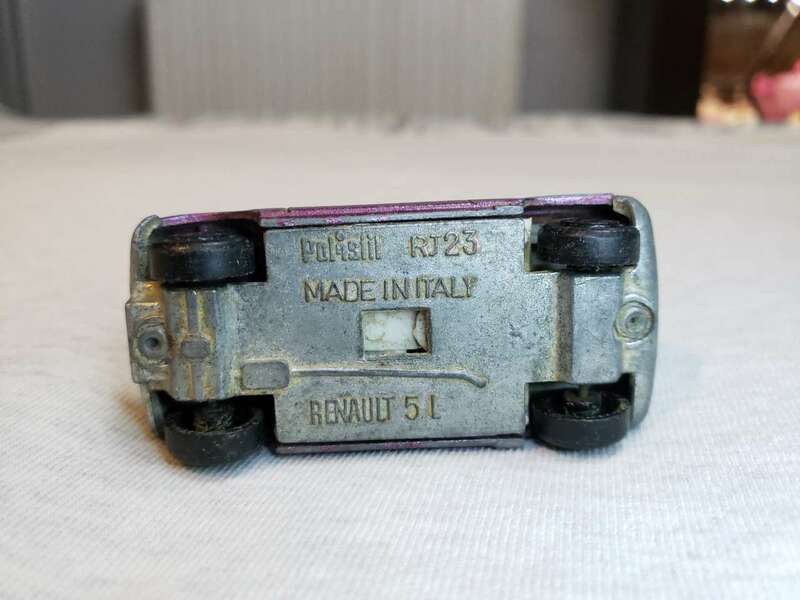 Polistil RJ23
MADE IN ITALY
RENAULT 5 L